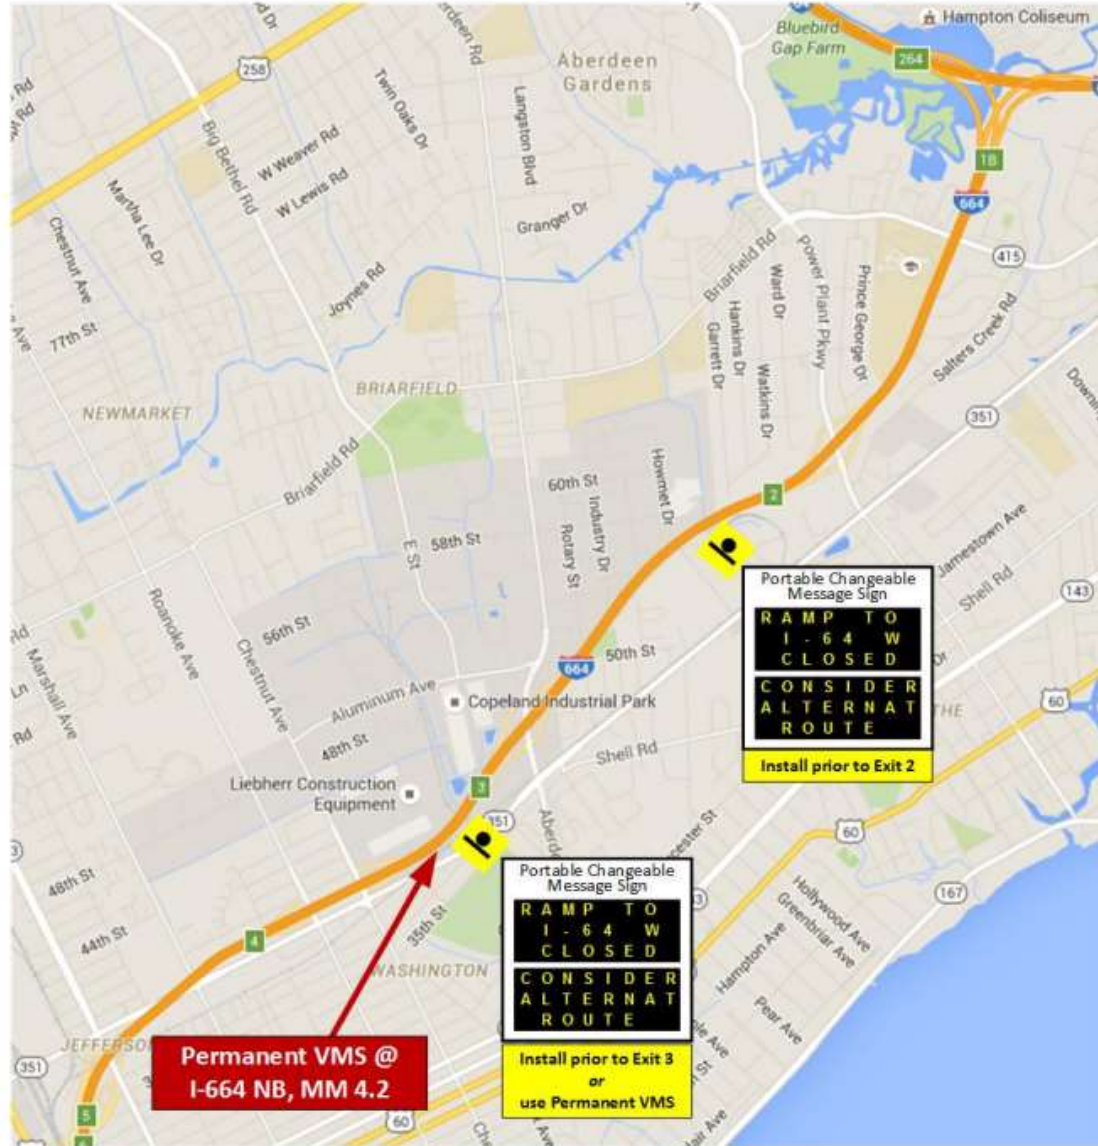 Hampton Coliseum
Bluebird
Gap Farm
264
Aberdeen
Gardens
258
Aberdeen Rd
Twin Oaks Dr
Langston Blvd
Big Bethel Rd
W Weaver Rd
W Lewis Rd
1B
664
Martha Lee Dr
Granger Dr
Chestnut Ave
415
Joynes Rd
Briarfield Rd
Power Plant Pkwy
Ward Dr
Prince George Dr
77th St
Hankins Dr
Garrett Dr
Watkins Dr
Salters Creek Rd
351
NEWMARKET
BRIARFIELD
Briarfield Rd
60th St
Howmet Dr
2
Industry Dr
Rotary St
58th St
E St
Jamestown Ave
Shell Rd
143
Roanoke Ave
Marshall Ave
56th St
Chestnut Ave
50th St
664
Aluminum Ave
Copeland Industrial Park
48th St
Shell Rd
60
Portable Changeable
Message Sign
RAMP TO
I-64 W
CLOSED
CONSIDER
ALTERNAT
ROUTE
Install prior to Exit 2
Liebherr Construction
Equipment
3
351
60
167
48th St
44th St
4
35th St
WASHINGTON
Hollywood Ave
Greenbriar Ave
Hampton Ave
Pear Ave
Portable Changeable
Message Sign
RAMP TO
I-64 W
CLOSED
CONSIDER
ALTERNAT
ROUTE
Install prior to Exit 3
or
use Permanent VMS
Permanent VMS @
I-664 NB, MM 4.2
351
5
60